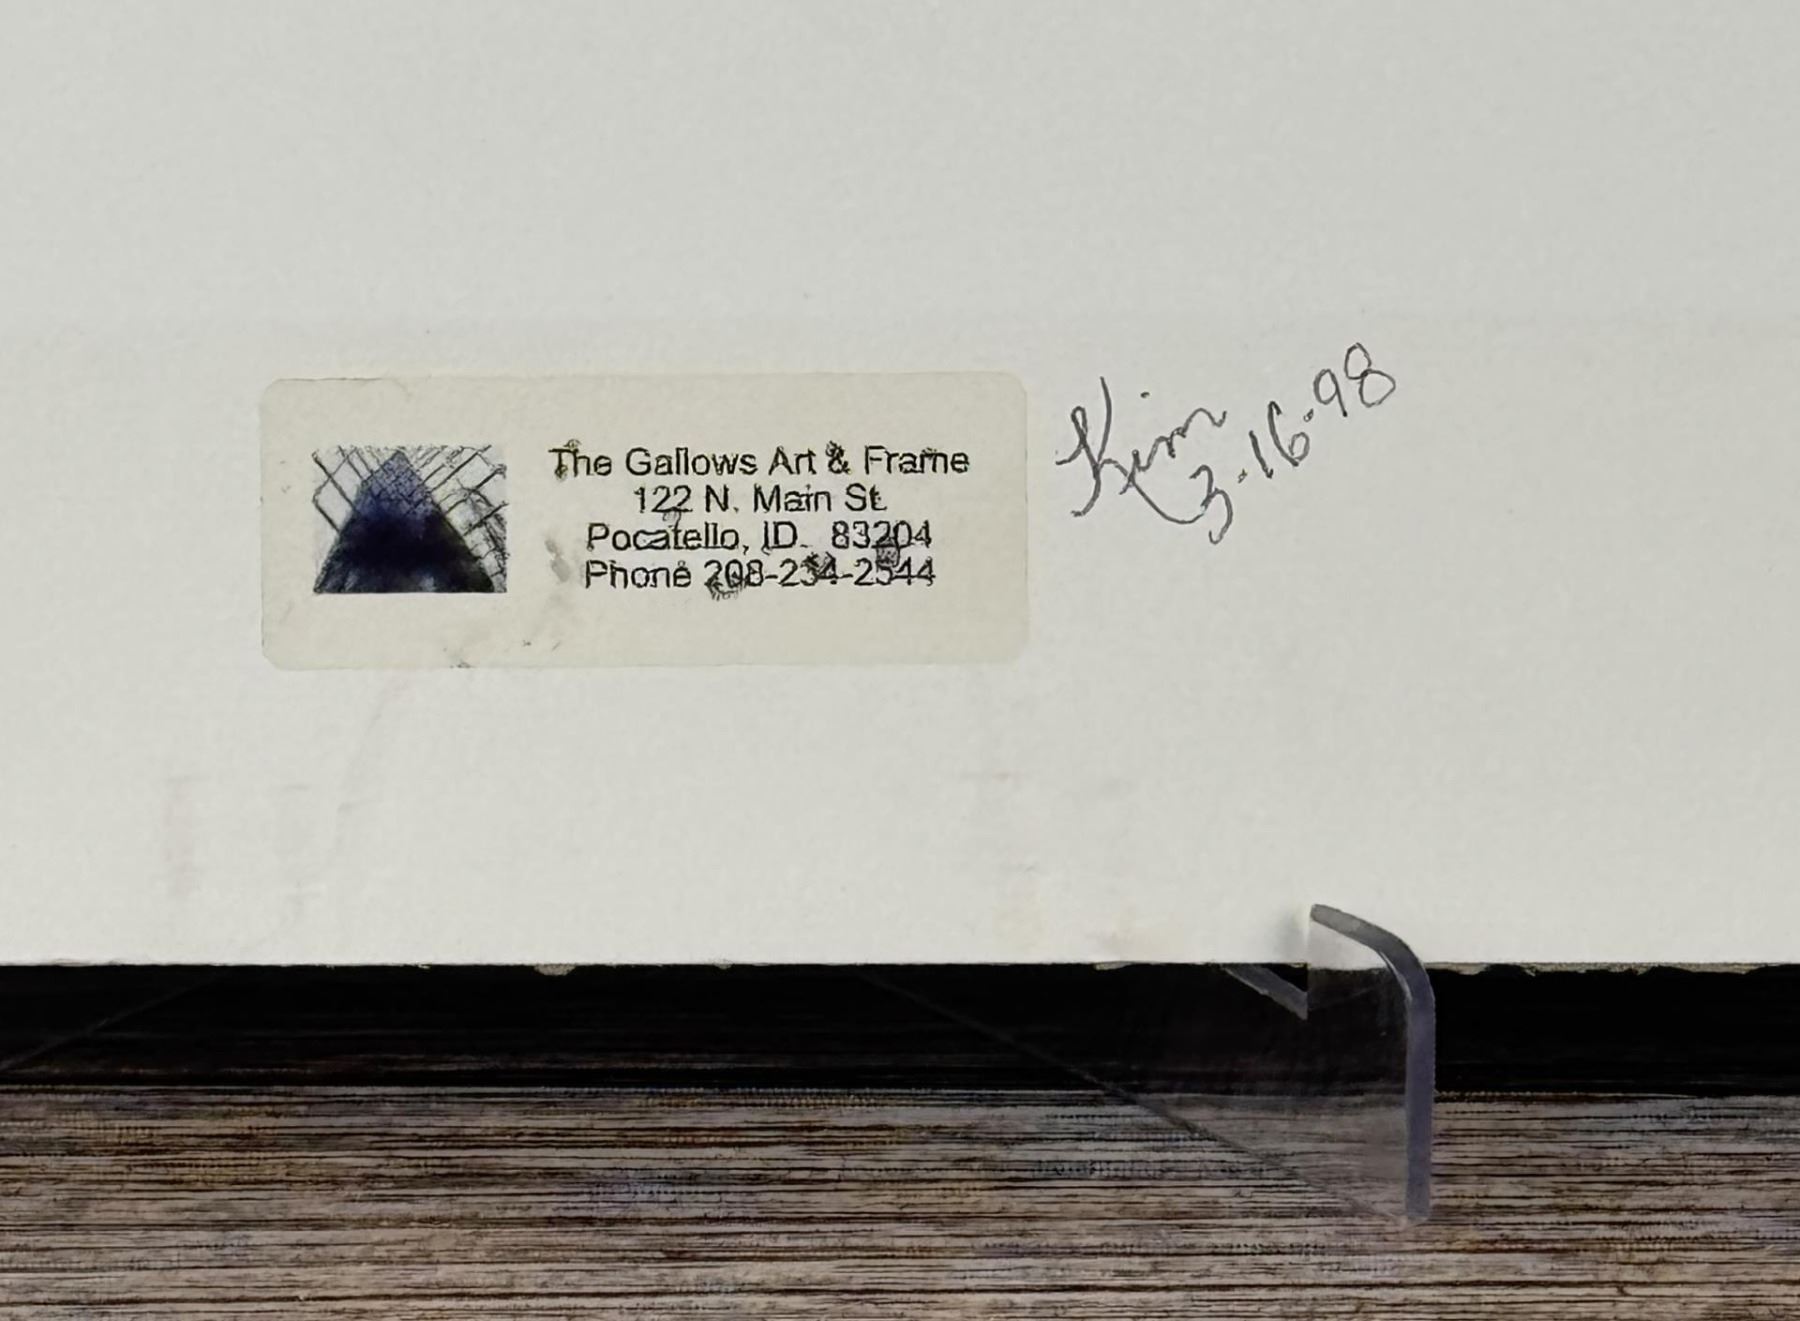 The Gallows Art & Frame
122 N. Main St.
Pocatello, ID. 83204
Phone 208-234-2544
Kim
3-16-98